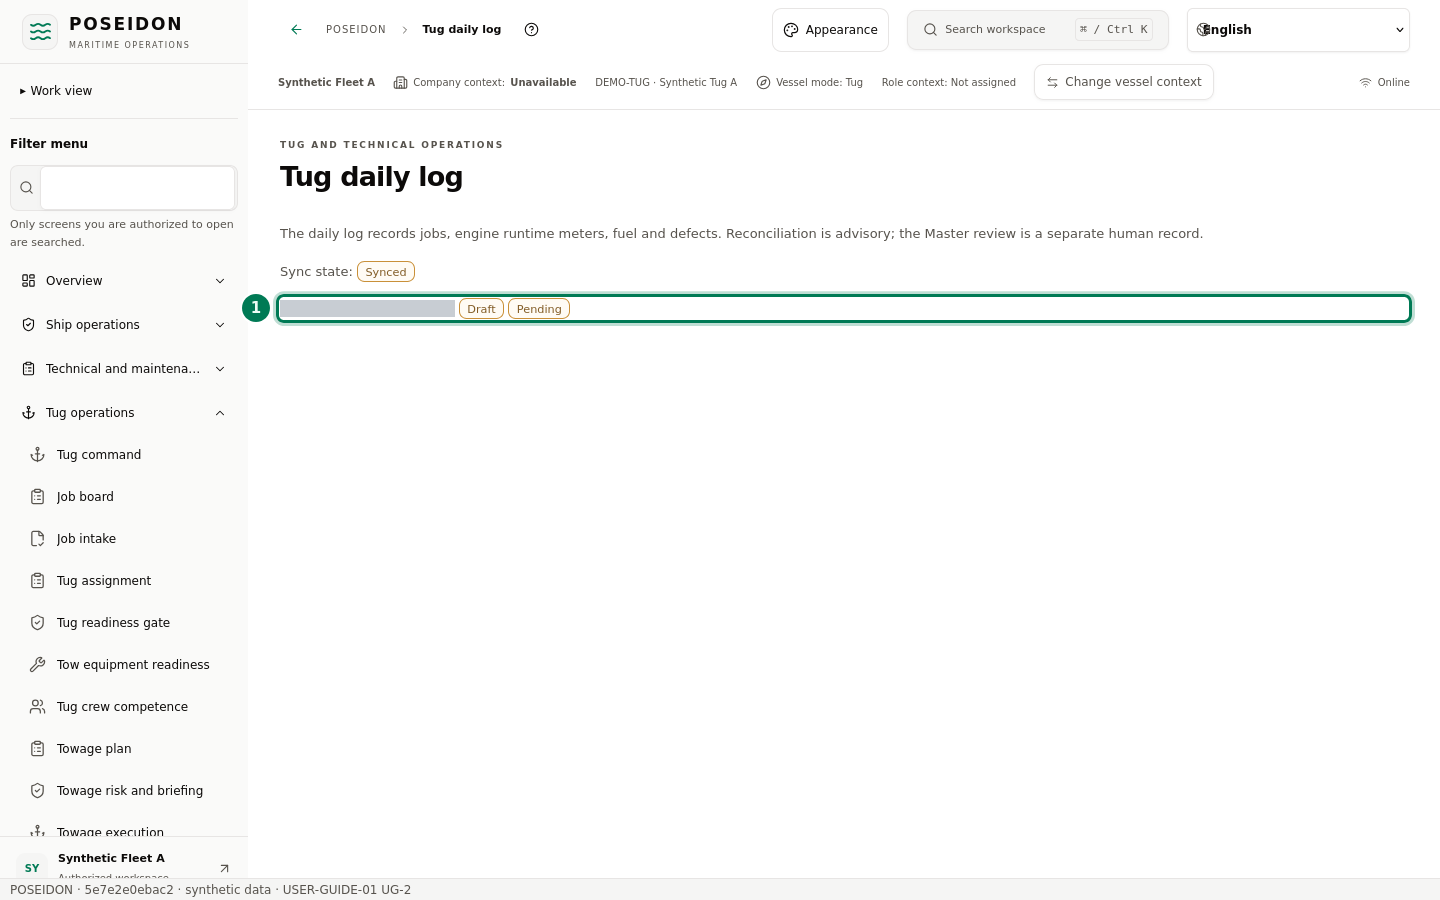 POSEIDON
MARITIME OPERATIONS
Work view
Filter menu
Only screens you are authorized to open
are searched.
Overview
Ship operations
Technical and maintena...
Tug operations
Tug command
Job board
Job intake
Tug assignment
Tug readiness gate
Tow equipment readiness
Tug crew competence
Towage plan
Towage risk and briefing
Towage execution
SY
Synthetic Fleet A
Authorized workspace
POSEIDON
Tug daily log
Appearance
Search workspace
⌘ / Ctrl K
English
Synthetic Fleet A
Company context: Unavailable
DEMO-TUG · Synthetic Tug A
Vessel mode: Tug
Role context: Not assigned
Change vessel context
Online
TUG AND TECHNICAL OPERATIONS
Tug daily log
The daily log records jobs, engine runtime meters, fuel and defects. Reconciliation is advisory; the Master review is a separate human record.
Sync state: Synced
1
Draft Pending
POSEIDON · 5e7e2e0ebac2 · synthetic data · USER-GUIDE-01 UG-2